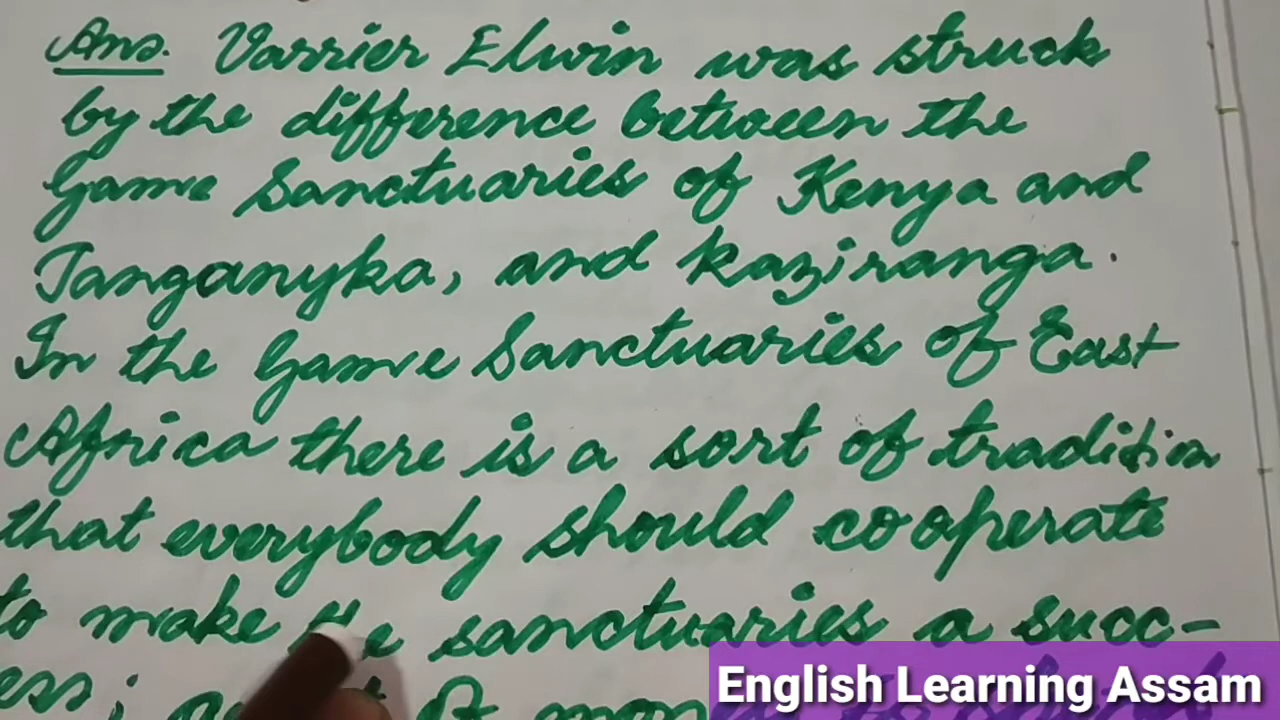 Ans. Varrier Elwin was struck
by the difference between the
Game Sanctuaries of Kenya and
Tanganyka, and Kaziranga.
In the Game Sanctuaries of East
Africa there is a sort of tradition
that everybody should cooperate
to make the sanctuaries a succ-
ess;
English Learning Assam